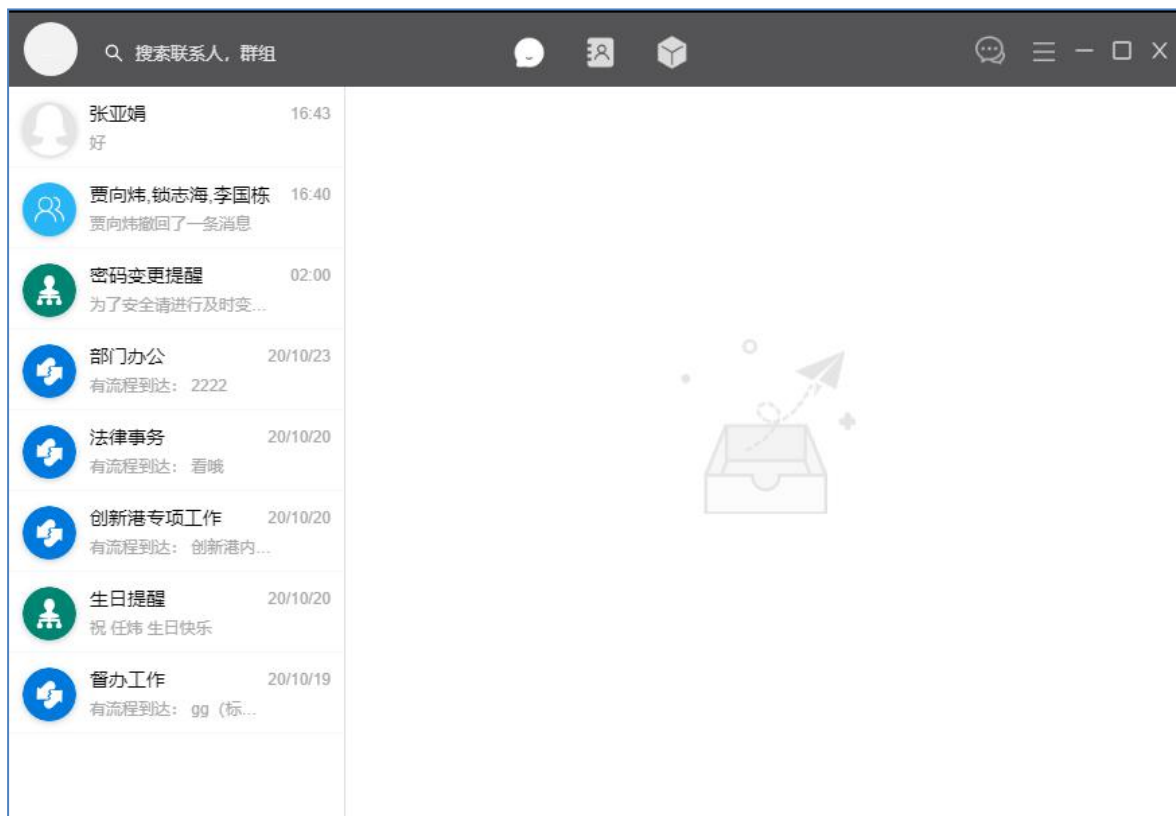 搜索联系人，群组
张亚娟 16:43
好
贾向炜,锁志海,李国栋 16:40
贾向炜撤回了一条消息
密码变更提醒 02:00
为了安全请进行及时变...
部门办公 20/10/23
有流程到达： 2222
法律事务 20/10/20
有流程到达： 看哦
创新港专项工作 20/10/20
有流程到达： 创新港内...
生日提醒 20/10/20
祝 任炜 生日快乐
督办工作 20/10/19
有流程到达： gg（标...